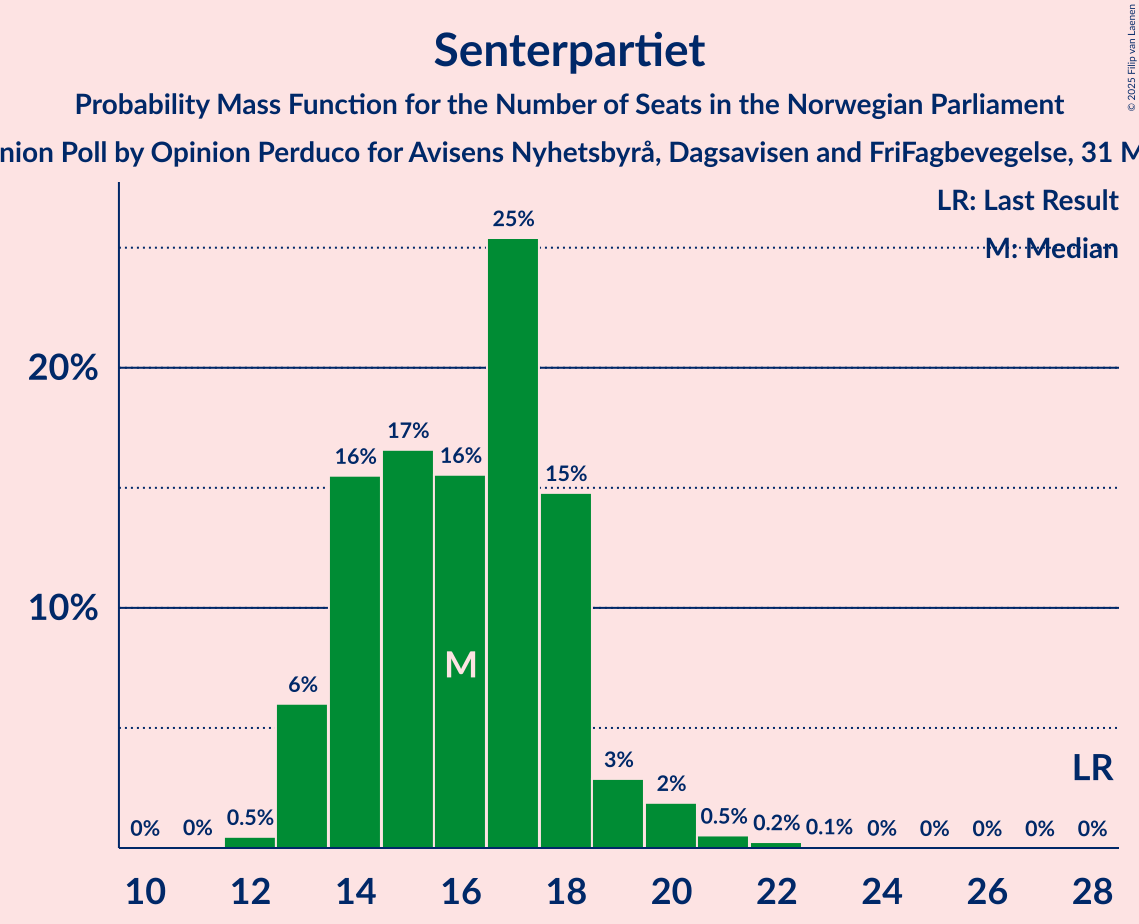 Senterpartiet
Probability Mass Function for the Number of Seats in the Norwegian Parliament
Poll by Opinion Perduco for Avisens Nyhetsbyrå, Dagsavisen and FriFagbevegelse, 31
© 2025 Filip van Laenen
LR: Last Result
M: Median
25%
20%
17%
16%
16%
15%
10%
M
6%
LR
3%
2%
0%
0%
0.5%
0.5%
0.2%
0.1%
0%
0%
0%
0%
0%
10 12 14 16 18 20 22 24 26 28